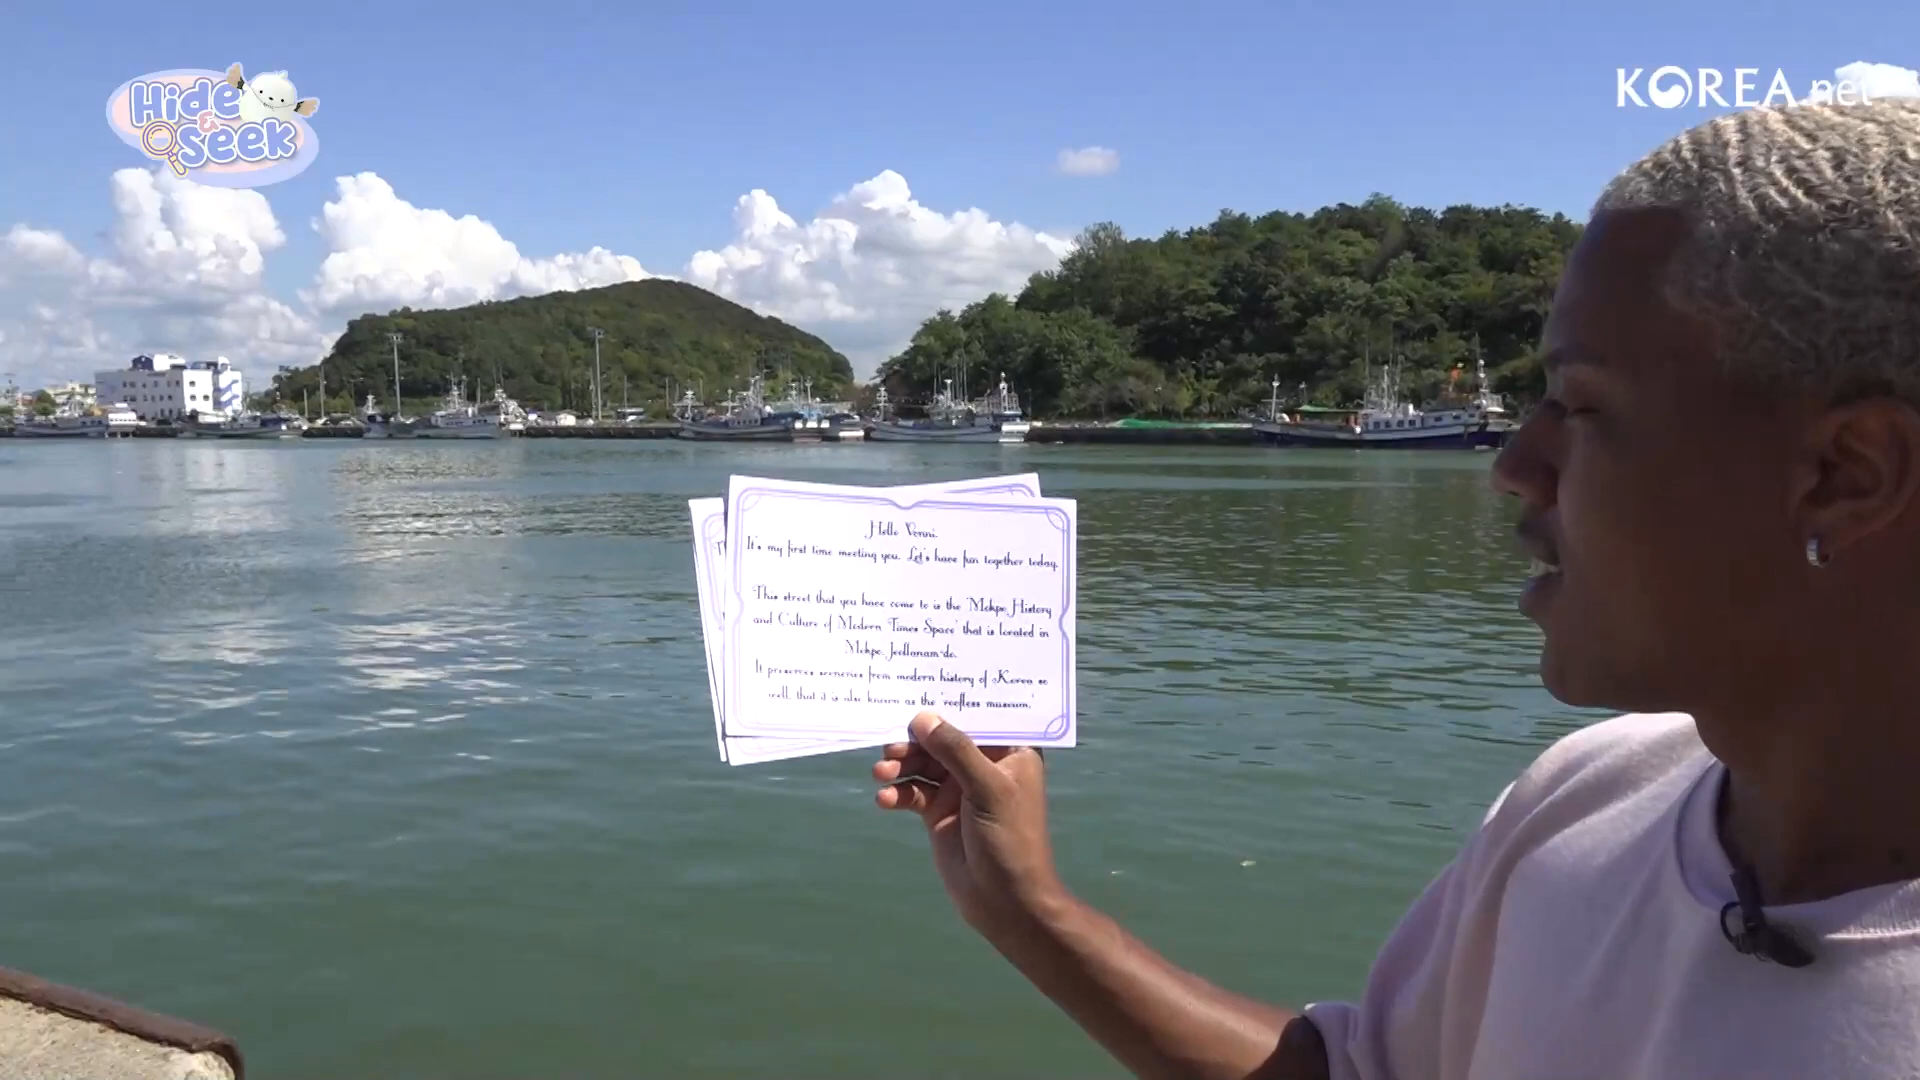 Hide
&
Seek
KOREA.net
Hello Vonni.
It's my first time meeting you. Let's have fun together today.
This street that you have come to is the 'Mokpo History
and Culture of Modern Times Space' that is located in
Mokpo, Jeollanam-do.
It preserves sceneries from modern history of Korea so
well that it is also known as the 'roofless museum.'